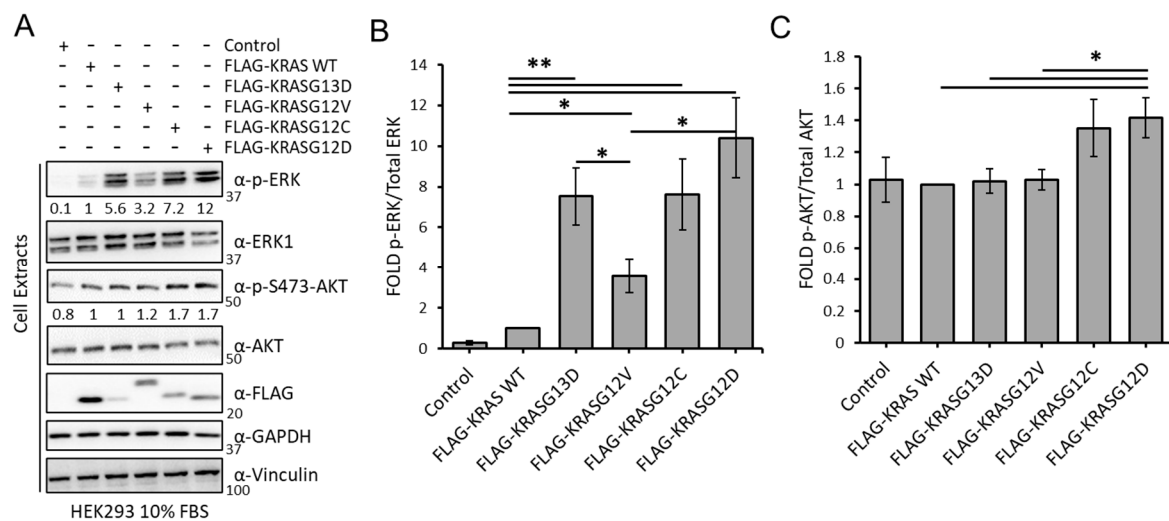 A
+ - - - - - Control
- + - - - - FLAG-KRAS WT
- - + - - - FLAG-KRASG13D
- - - + - - FLAG-KRASG12V
- - - - + - FLAG-KRASG12C
- - - - - + FLAG-KRASG12D
Cell Extracts
α-p-ERK
37
0.1 1 5.6 3.2 7.2 12
α-ERK1
37
α-p-S473-AKT
50
0.8 1 1 1.2 1.7 1.7
α-AKT
50
α-FLAG
20
α-GAPDH
37
α-Vinculin
100
HEK293 10% FBS
B
FOLD p-ERK/Total ERK
14
12
10
8
6
4
2
0
**
*
*
*
Control
FLAG-KRAS WT
FLAG-KRASG13D
FLAG-KRASG12V
FLAG-KRASG12C
FLAG-KRASG12D
C
FOLD p-AKT/Total AKT
1.8
1.6
1.4
1.2
1
0.8
0.6
0.4
0.2
0
*
Control
FLAG-KRAS WT
FLAG-KRASG13D
FLAG-KRASG12V
FLAG-KRASG12C
FLAG-KRASG12D